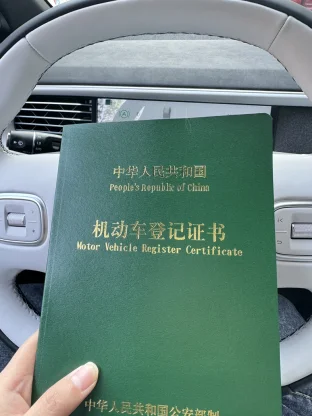 中华人民共和国
People's Republic of China
机动车登记证书
Motor Vehicle Register Certificate
中华人民共和国公安部制